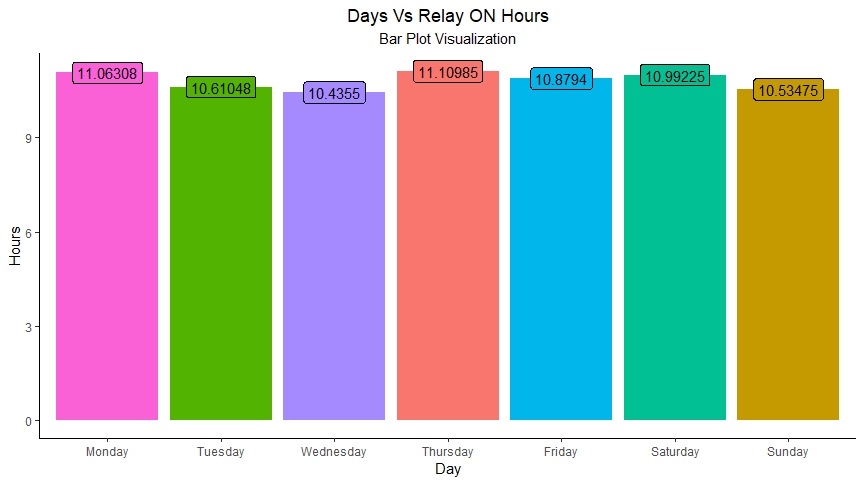 Days Vs Relay ON Hours
Bar Plot Visualization
11.06308
10.61048
10.4355
11.10985
10.8794
10.99225
10.53475
Hours
9
6
3
0
Monday Tuesday Wednesday Thursday Friday Saturday Sunday
Day